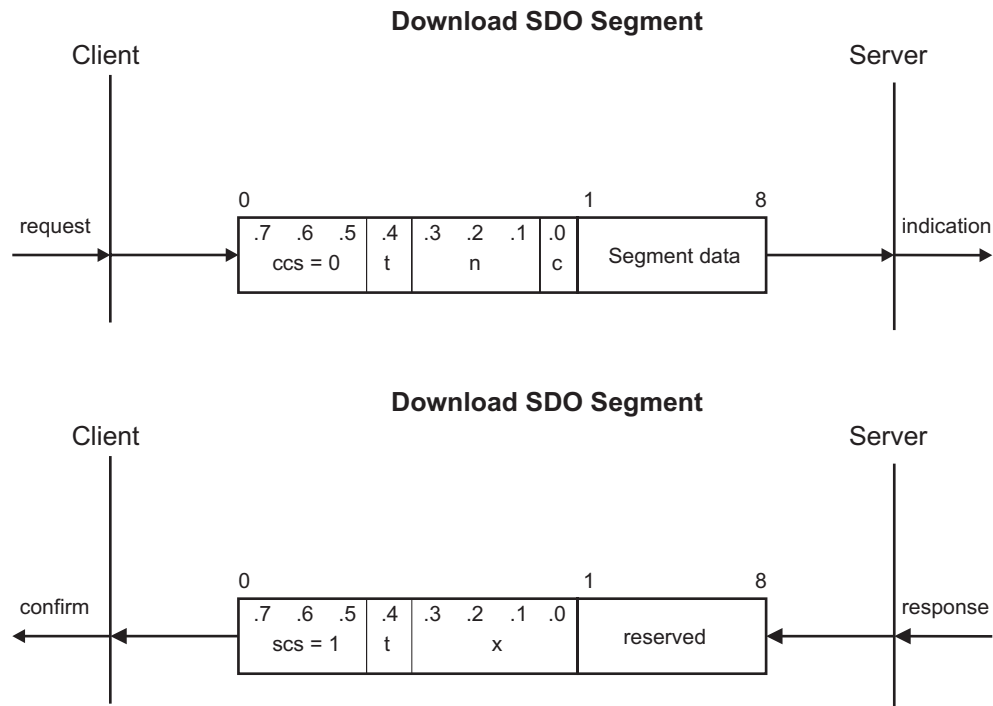 Download SDO Segment
Client
Server
0 1 8
request
indication
.7 .6 .5 .4 .3 .2 .1 .0
ccs = 0 t n c
Segment data
Download SDO Segment
Client
Server
0 1 8
confirm
response
.7 .6 .5 .4 .3 .2 .1 .0
scs = 1 t x
reserved